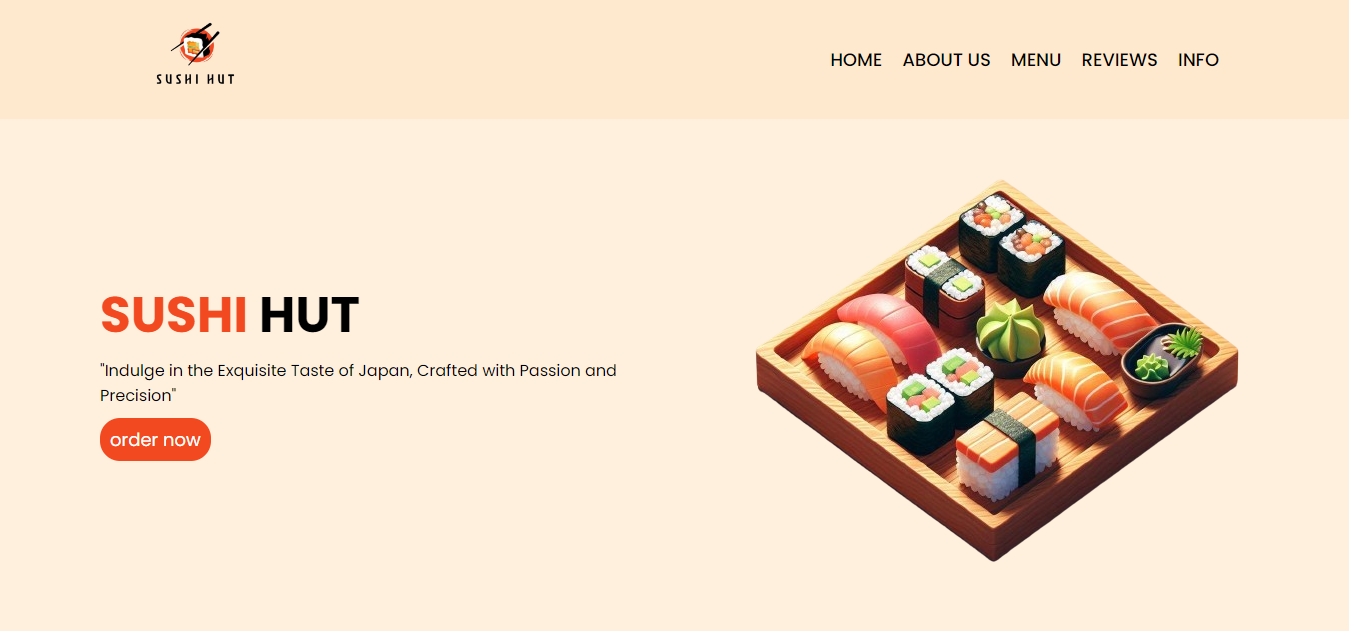 SUSHI HUT
HOME ABOUT US MENU REVIEWS INFO
SUSHI HUT
"Indulge in the Exquisite Taste of Japan, Crafted with Passion and
Precision"
order now